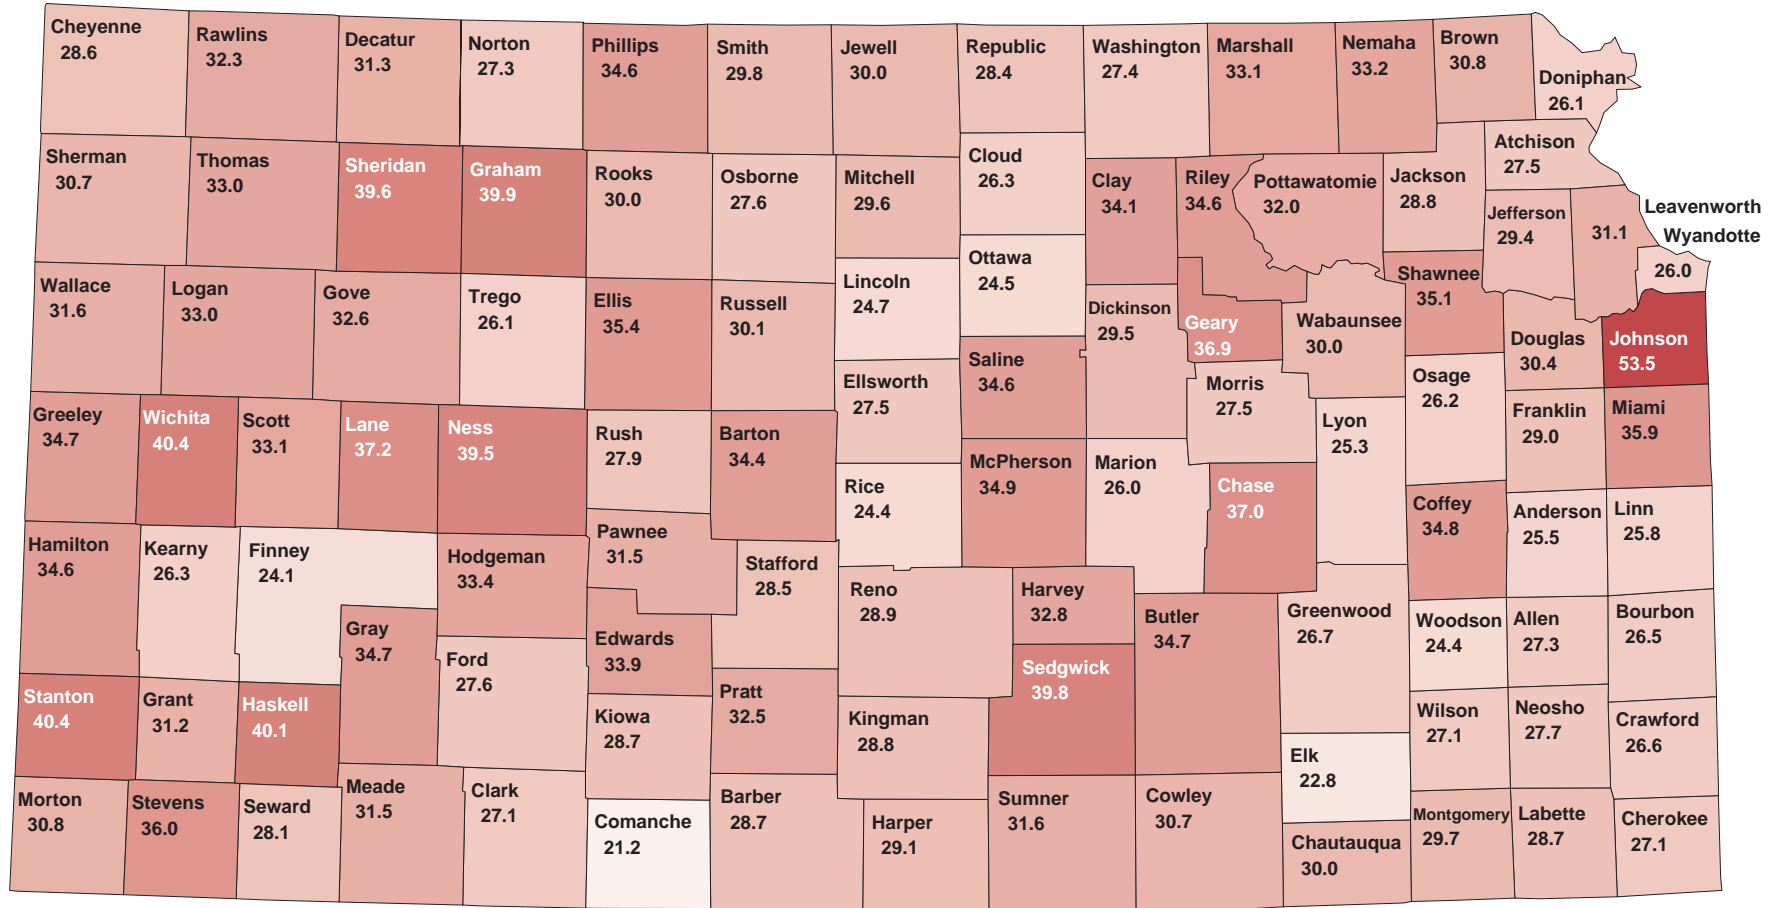 Cheyenne
28.6
Rawlins
32.3
Decatur
31.3
Norton
27.3
Phillips
34.6
Smith
29.8
Jewell
30.0
Republic
28.4
Washington
27.4
Marshall
33.1
Nemaha
33.2
Brown
30.8
Doniphan
26.1
Sherman
30.7
Thomas
33.0
Sheridan
39.6
Graham
39.9
Rooks
30.0
Osborne
27.6
Mitchell
29.6
Cloud
26.3
Clay
34.1
Riley
34.6
Pottawatomie
32.0
Jackson
28.8
Atchison
27.5
Jefferson
29.4
Leavenworth
31.1
Wyandotte
26.0
Wallace
31.6
Logan
33.0
Gove
32.6
Trego
26.1
Ellis
35.4
Russell
30.1
Lincoln
24.7
Ottawa
24.5
Dickinson
29.5
Geary
36.9
Wabaunsee
30.0
Shawnee
35.1
Douglas
30.4
Johnson
53.5
Greeley
34.7
Wichita
40.4
Scott
33.1
Lane
37.2
Ness
39.5
Rush
27.9
Barton
34.4
Ellsworth
27.5
Saline
34.6
Morris
27.5
Lyon
25.3
Osage
26.2
Franklin
29.0
Miami
35.9
Rice
24.4
McPherson
34.9
Marion
26.0
Chase
37.0
Coffey
34.8
Anderson
25.5
Linn
25.8
Hamilton
34.6
Kearny
26.3
Finney
24.1
Hodgeman
33.4
Pawnee
31.5
Stafford
28.5
Reno
28.9
Harvey
32.8
Butler
34.7
Greenwood
26.7
Woodson
24.4
Allen
27.3
Bourbon
26.5
Gray
34.7
Ford
27.6
Edwards
33.9
Stanton
40.4
Grant
31.2
Haskell
40.1
Kiowa
28.7
Pratt
32.5
Kingman
28.8
Sedgwick
39.8
Elk
22.8
Wilson
27.1
Neosho
27.7
Crawford
26.6
Morton
30.8
Stevens
36.0
Seward
28.1
Meade
31.5
Clark
27.1
Comanche
21.2
Barber
28.7
Harper
29.1
Sumner
31.6
Cowley
30.7
Chautauqua
30.0
Montgomery
29.7
Labette
28.7
Cherokee
27.1